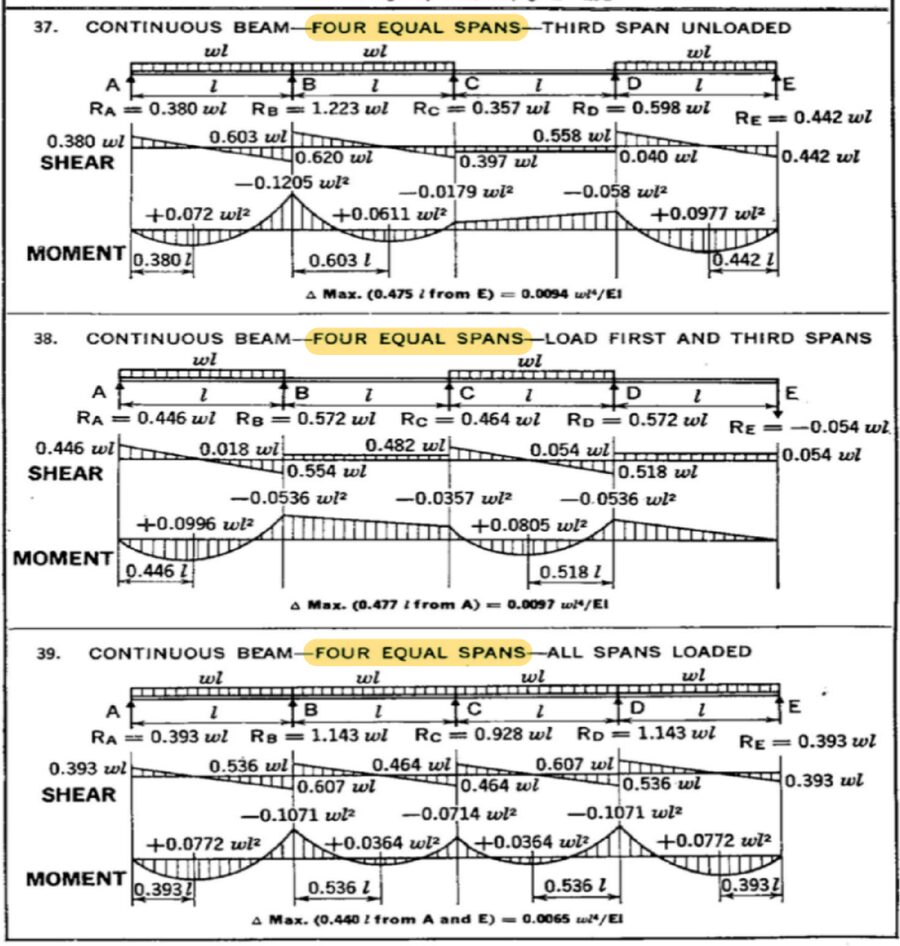 37. CONTINUOUS BEAM—FOUR EQUAL SPANS—THIRD SPAN UNLOADED
wl wl wl
A l B l C l D l E
RA = 0.380 wl RB = 1.223 wl RC = 0.357 wl RD = 0.598 wl RE = 0.442 wl
0.380 wl 0.603 wl 0.558 wl
SHEAR 0.620 wl 0.397 wl 0.040 wl 0.442 wl
—0.1205 wl² —0.0179 wl² —0.058 wl²
+0.072 wl² +0.0611 wl² +0.0977 wl²
MOMENT 0.380 l 0.603 l 0.442 l
Δ Max. (0.475 l from E) = 0.0094 wl⁴/EI
38. CONTINUOUS BEAM—FOUR EQUAL SPANS—LOAD FIRST AND THIRD SPANS
wl wl
A l B l C l D l E
RA = 0.446 wl RB = 0.572 wl RC = 0.464 wl RD = 0.572 wl RE = —0.054 wl
0.446 wl 0.018 wl 0.482 wl 0.054 wl 0.054 wl
SHEAR 0.554 wl 0.518 wl
—0.0536 wl² —0.0357 wl² —0.0536 wl²
+0.0996 wl² +0.0805 wl²
MOMENT 0.446 l 0.518 l
Δ Max. (0.477 l from A) = 0.0097 wl⁴/EI
39. CONTINUOUS BEAM—FOUR EQUAL SPANS—ALL SPANS LOADED
wl wl wl wl
A l B l C l D l E
RA = 0.393 wl RB = 1.143 wl RC = 0.928 wl RD = 1.143 wl RE = 0.393 wl
0.393 wl 0.536 wl 0.464 wl 0.607 wl
SHEAR 0.607 wl 0.464 wl 0.536 wl 0.393 wl
—0.1071 wl² —0.0714 wl² —0.1071 wl²
+0.0772 wl² +0.0364 wl² +0.0364 wl² +0.0772 wl²
MOMENT 0.393 l 0.536 l 0.536 l 0.393 l
Δ Max. (0.440 l from A and E) = 0.0065 wl⁴/EI